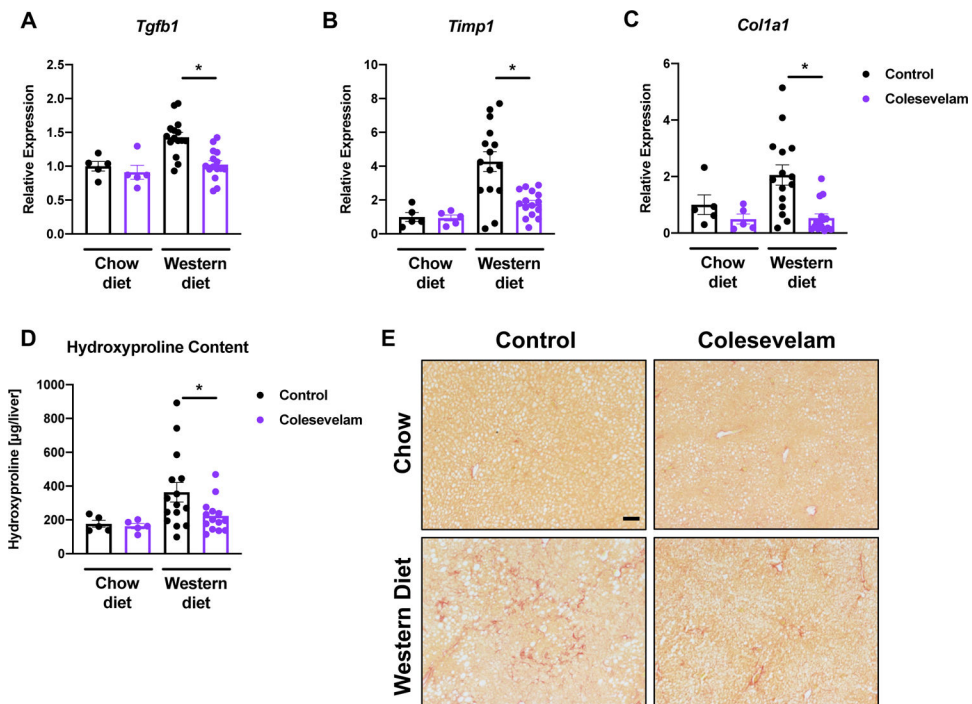 A
Tgfb1
Relative Expression
2.5
2.0
1.5
1.0
0.5
0.0
*
Chow
diet
Western
diet
B
Timp1
Relative Expression
10
8
6
4
2
0
*
Chow
diet
Western
diet
C
Col1a1
Relative Expression
6
4
2
0
*
Chow
diet
Western
diet
Control
Colesevelam
D
Hydroxyproline Content
Hydroxyproline [µg/liver]
1000
800
600
400
200
0
*
Chow
diet
Western
diet
Control
Colesevelam
E
Control
Colesevelam
Chow
Western Diet